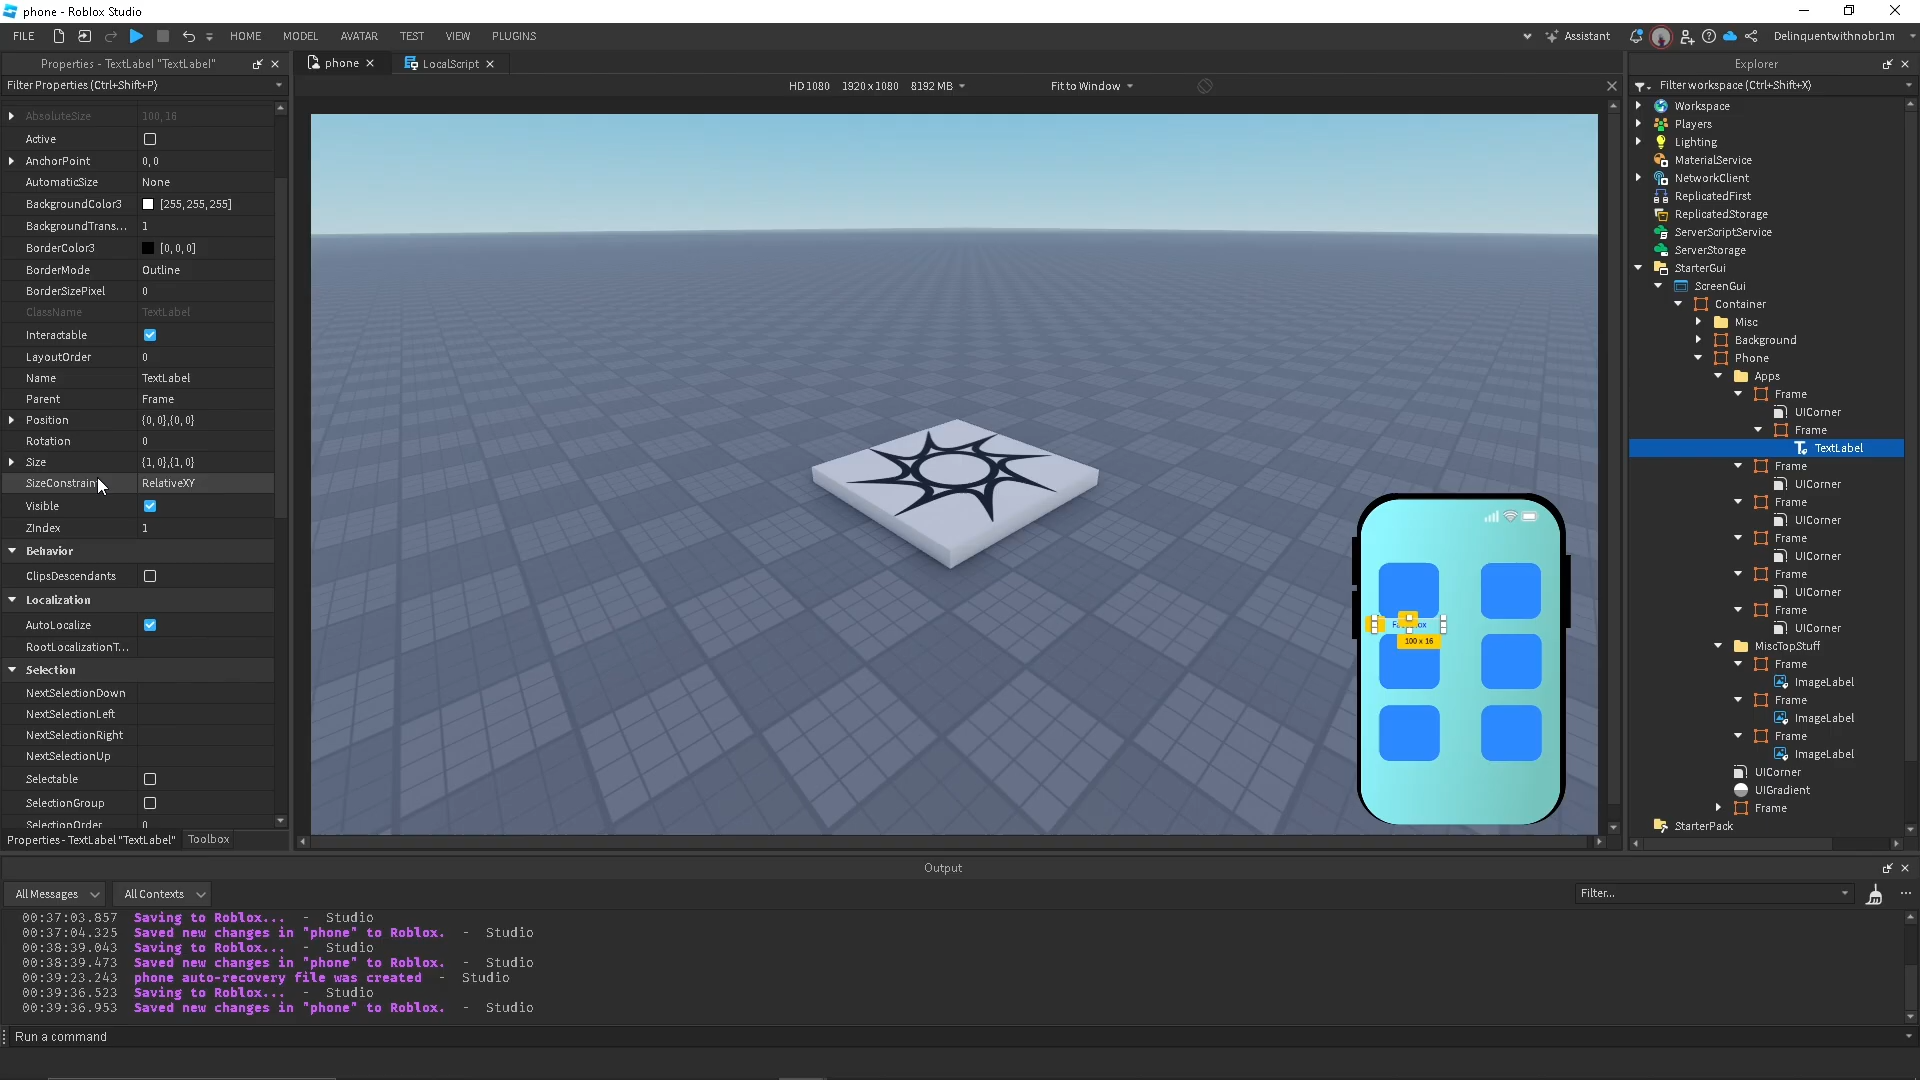 phone - Roblox Studio
FILE HOME MODEL AVATAR TEST VIEW PLUGINS Assistant Delinquentwithnobr1m
Properties - TextLabel "TextLabel"
Filter Properties (Ctrl+Shift+P)
AbsoluteSize 100, 16
Active
AnchorPoint 0, 0
AutomaticSize None
BackgroundColor3 [255, 255, 255]
BackgroundTrans... 1
BorderColor3 [0, 0, 0]
BorderMode Outline
BorderSizePixel 0
ClassName TextLabel
Interactable
LayoutOrder 0
Name TextLabel
Parent Frame
Position {0, 0},{0, 0}
Rotation 0
Size {1, 0},{1, 0}
SizeConstraint RelativeXY
Visible
ZIndex 1
Behavior
ClipsDescendants
Localization
AutoLocalize
RootLocalizationT...
Selection
NextSelectionDown
NextSelectionLeft
NextSelectionRight
NextSelectionUp
Selectable
SelectionGroup
SelectionOrder 0
Properties - TextLabel "TextLabel" Toolbox
phone LocalScript
HD 1080 1920 x 1080 8192 MB Fit to Window
100 x 16
Explorer
Filter workspace (Ctrl+Shift+X)
Workspace
Players
Lighting
MaterialService
NetworkClient
ReplicatedFirst
ReplicatedStorage
ServerScriptService
ServerStorage
StarterGui
ScreenGui
Container
Misc
Background
Phone
Apps
Frame
UICorner
Frame
TextLabel
Frame
UICorner
Frame
UICorner
Frame
UICorner
Frame
UICorner
Frame
UICorner
MiscTopStuff
Frame
ImageLabel
Frame
ImageLabel
Frame
ImageLabel
UICorner
UIGradient
Frame
StarterPack
Output
All Messages All Contexts Filter...
00:37:03.857 Saving to Roblox... - Studio
00:37:04.325 Saved new changes in "phone" to Roblox. - Studio
00:38:39.043 Saving to Roblox... - Studio
00:38:39.473 Saved new changes in "phone" to Roblox. - Studio
00:39:23.243 phone auto-recovery file was created - Studio
00:39:36.523 Saving to Roblox... - Studio
00:39:36.953 Saved new changes in "phone" to Roblox. - Studio
Run a command